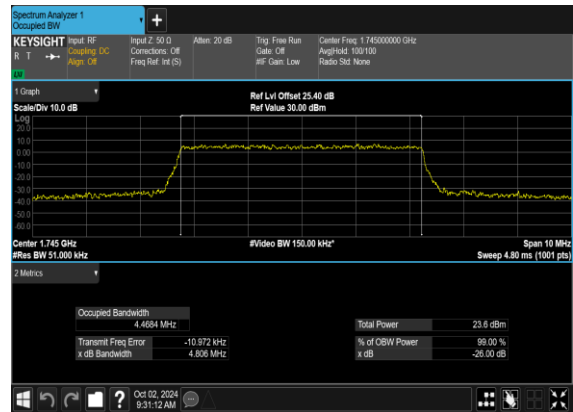 Spectrum Analyzer 1
Occupied BW
+
KEYSIGHT Input: RF Input Z: 50 Ω Atten: 20 dB Trig: Free Run Center Freq: 1.745000000 GHz
R T Coupling: DC Corrections: Off Gate: Off Avg|Hold: 100/100
Align: Off Freq Ref: Int (S) #IF Gain: Low Radio Std: None
1 Graph Ref Lvl Offset 25.40 dB
Scale/Div 10.0 dB Ref Value 30.00 dBm
Log
20.0
10.0
0.00
-10.0
-20.0
-30.0
-40.0
-50.0
-60.0
Center 1.745 GHz #Video BW 150.00 kHz* Span 10 MHz
#Res BW 51.000 kHz Sweep 4.80 ms (1001 pts)
2 Metrics
Occupied Bandwidth
4.4684 MHz Total Power 23.6 dBm
Transmit Freq Error -10.972 kHz % of OBW Power 99.00 %
x dB Bandwidth 4.806 MHz x dB -26.00 dB
? Oct 02, 2024
9:31:12 AM